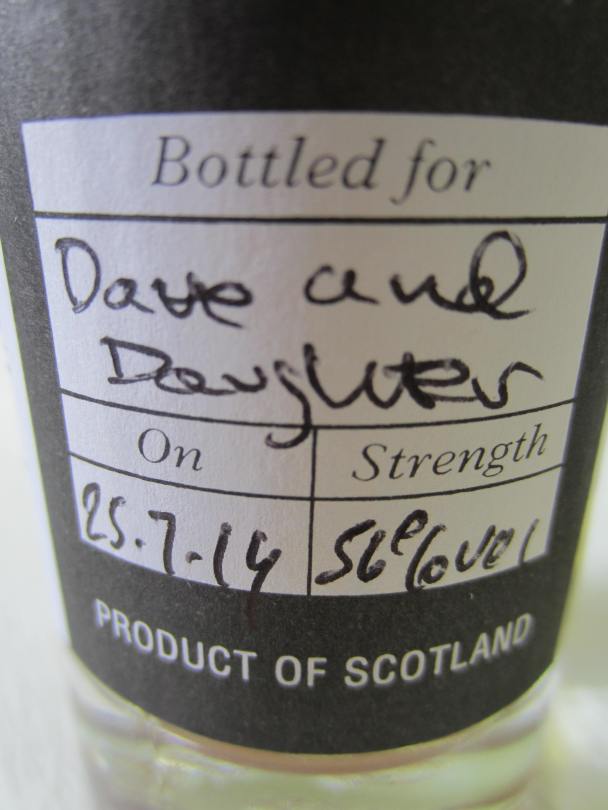 Bottled for
Dave and
Daughter
On
Strength
25.7.14
56% vol
PRODUCT OF SCOTLAND